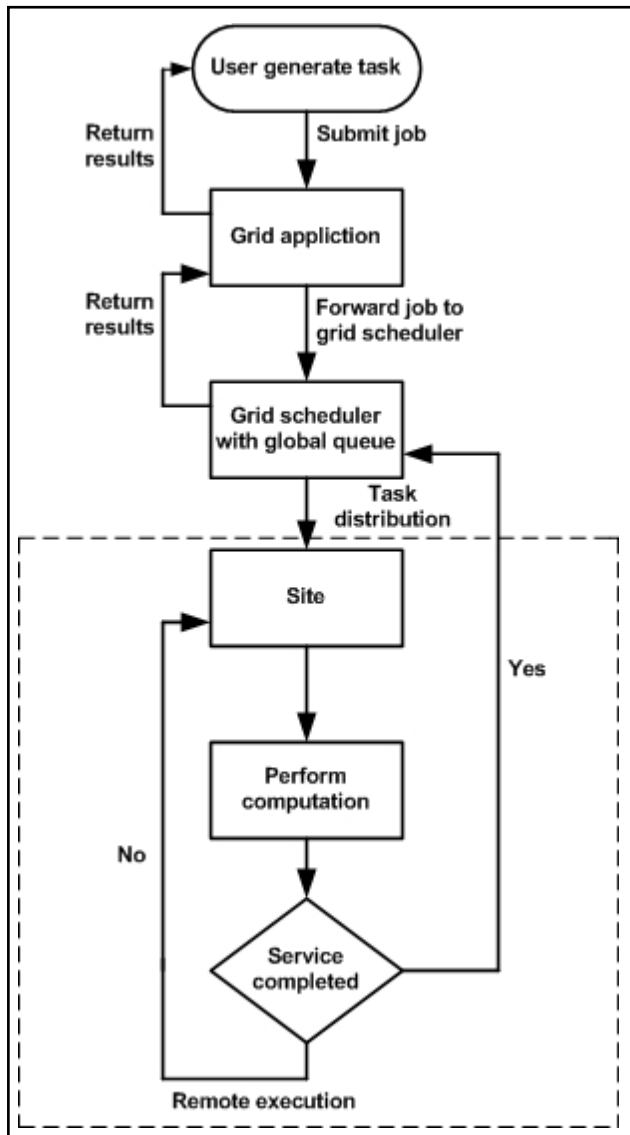 User generate task
Submit job
Return
results
Grid appliction
Forward job to
grid scheduler
Return
results
Grid scheduler
with global queue
Task
distribution
Site
Yes
Perform
computation
No
Service
completed
Remote execution